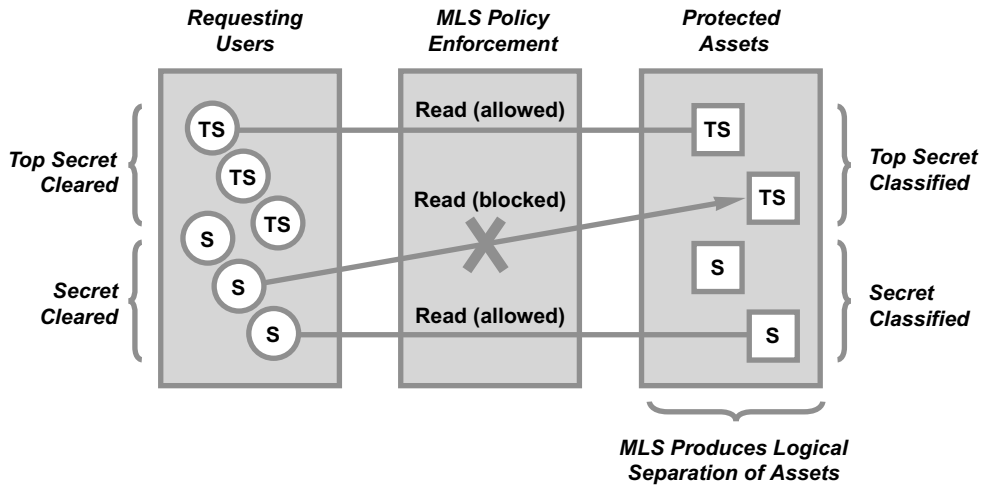 Requesting
Users
MLS Policy
Enforcement
Protected
Assets
Top Secret
Cleared
Secret
Cleared
TS
TS
TS
S
S
S
Read (allowed)
Read (blocked)
Read (allowed)
TS
TS
S
S
Top Secret
Classified
Secret
Classified
MLS Produces Logical
Separation of Assets